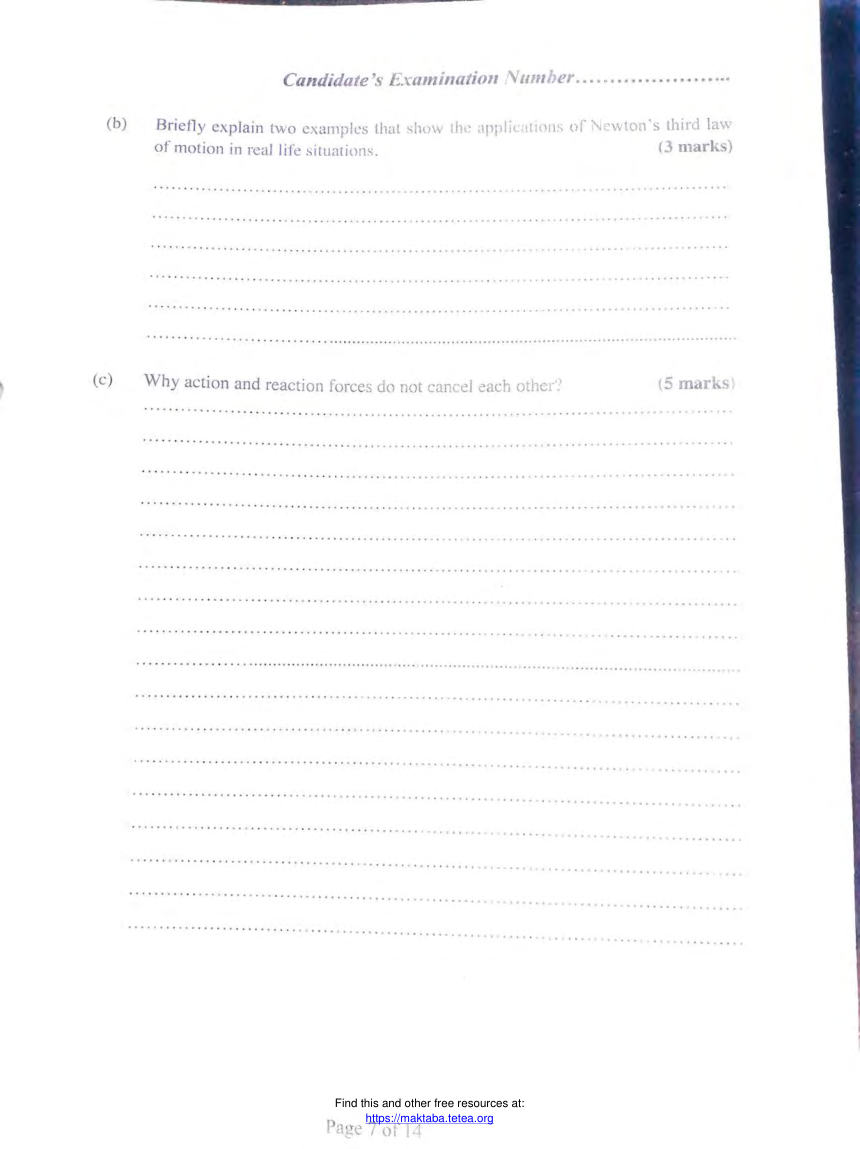 Candidate's Examination Number.......................
(b) Briefly explain two examples that show the applications of Newton's third law
of motion in real life situations. (3 marks)
(c) Why action and reaction forces do not cancel each other? (5 marks)
Find this and other free resources at:
https://maktaba.tetea.org
Page 7 of 14